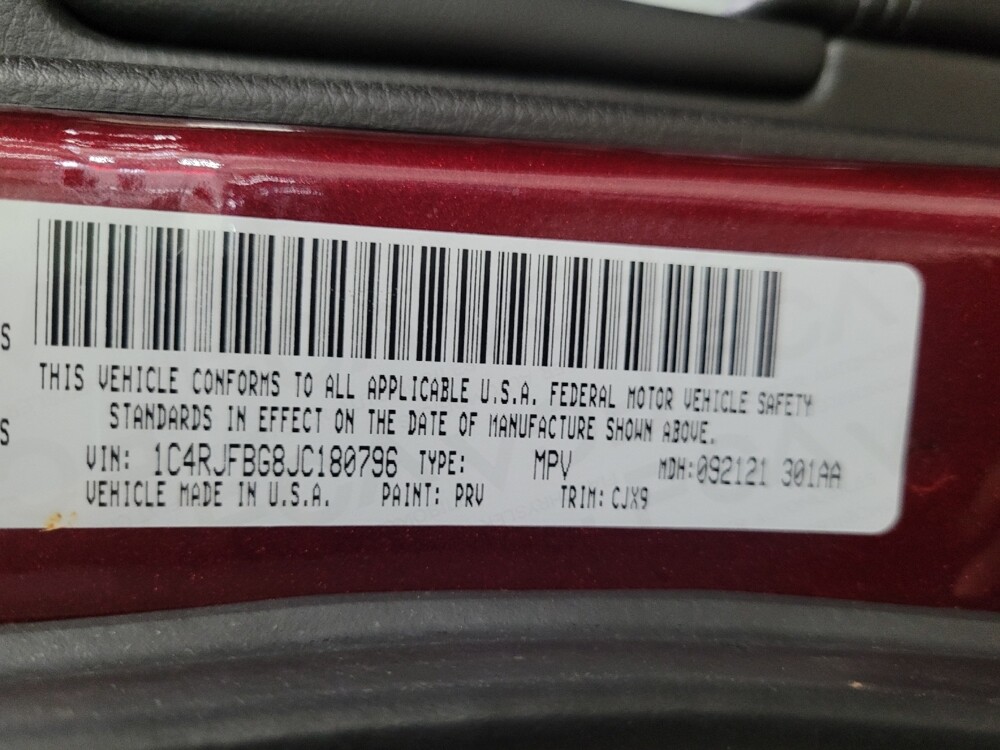 S
THIS VEHICLE CONFORMS TO ALL APPLICABLE U.S.A. FEDERAL MOTOR VEHICLE SAFETY
S
STANDARDS IN EFFECT ON THE DATE OF MANUFACTURE SHOWN ABOVE.
VIN: 1C4RJFBG8JC180796 TYPE: MPV MDH:092121 301AA
VEHICLE MADE IN U.S.A. PAINT: PRV TRIM: CJX9